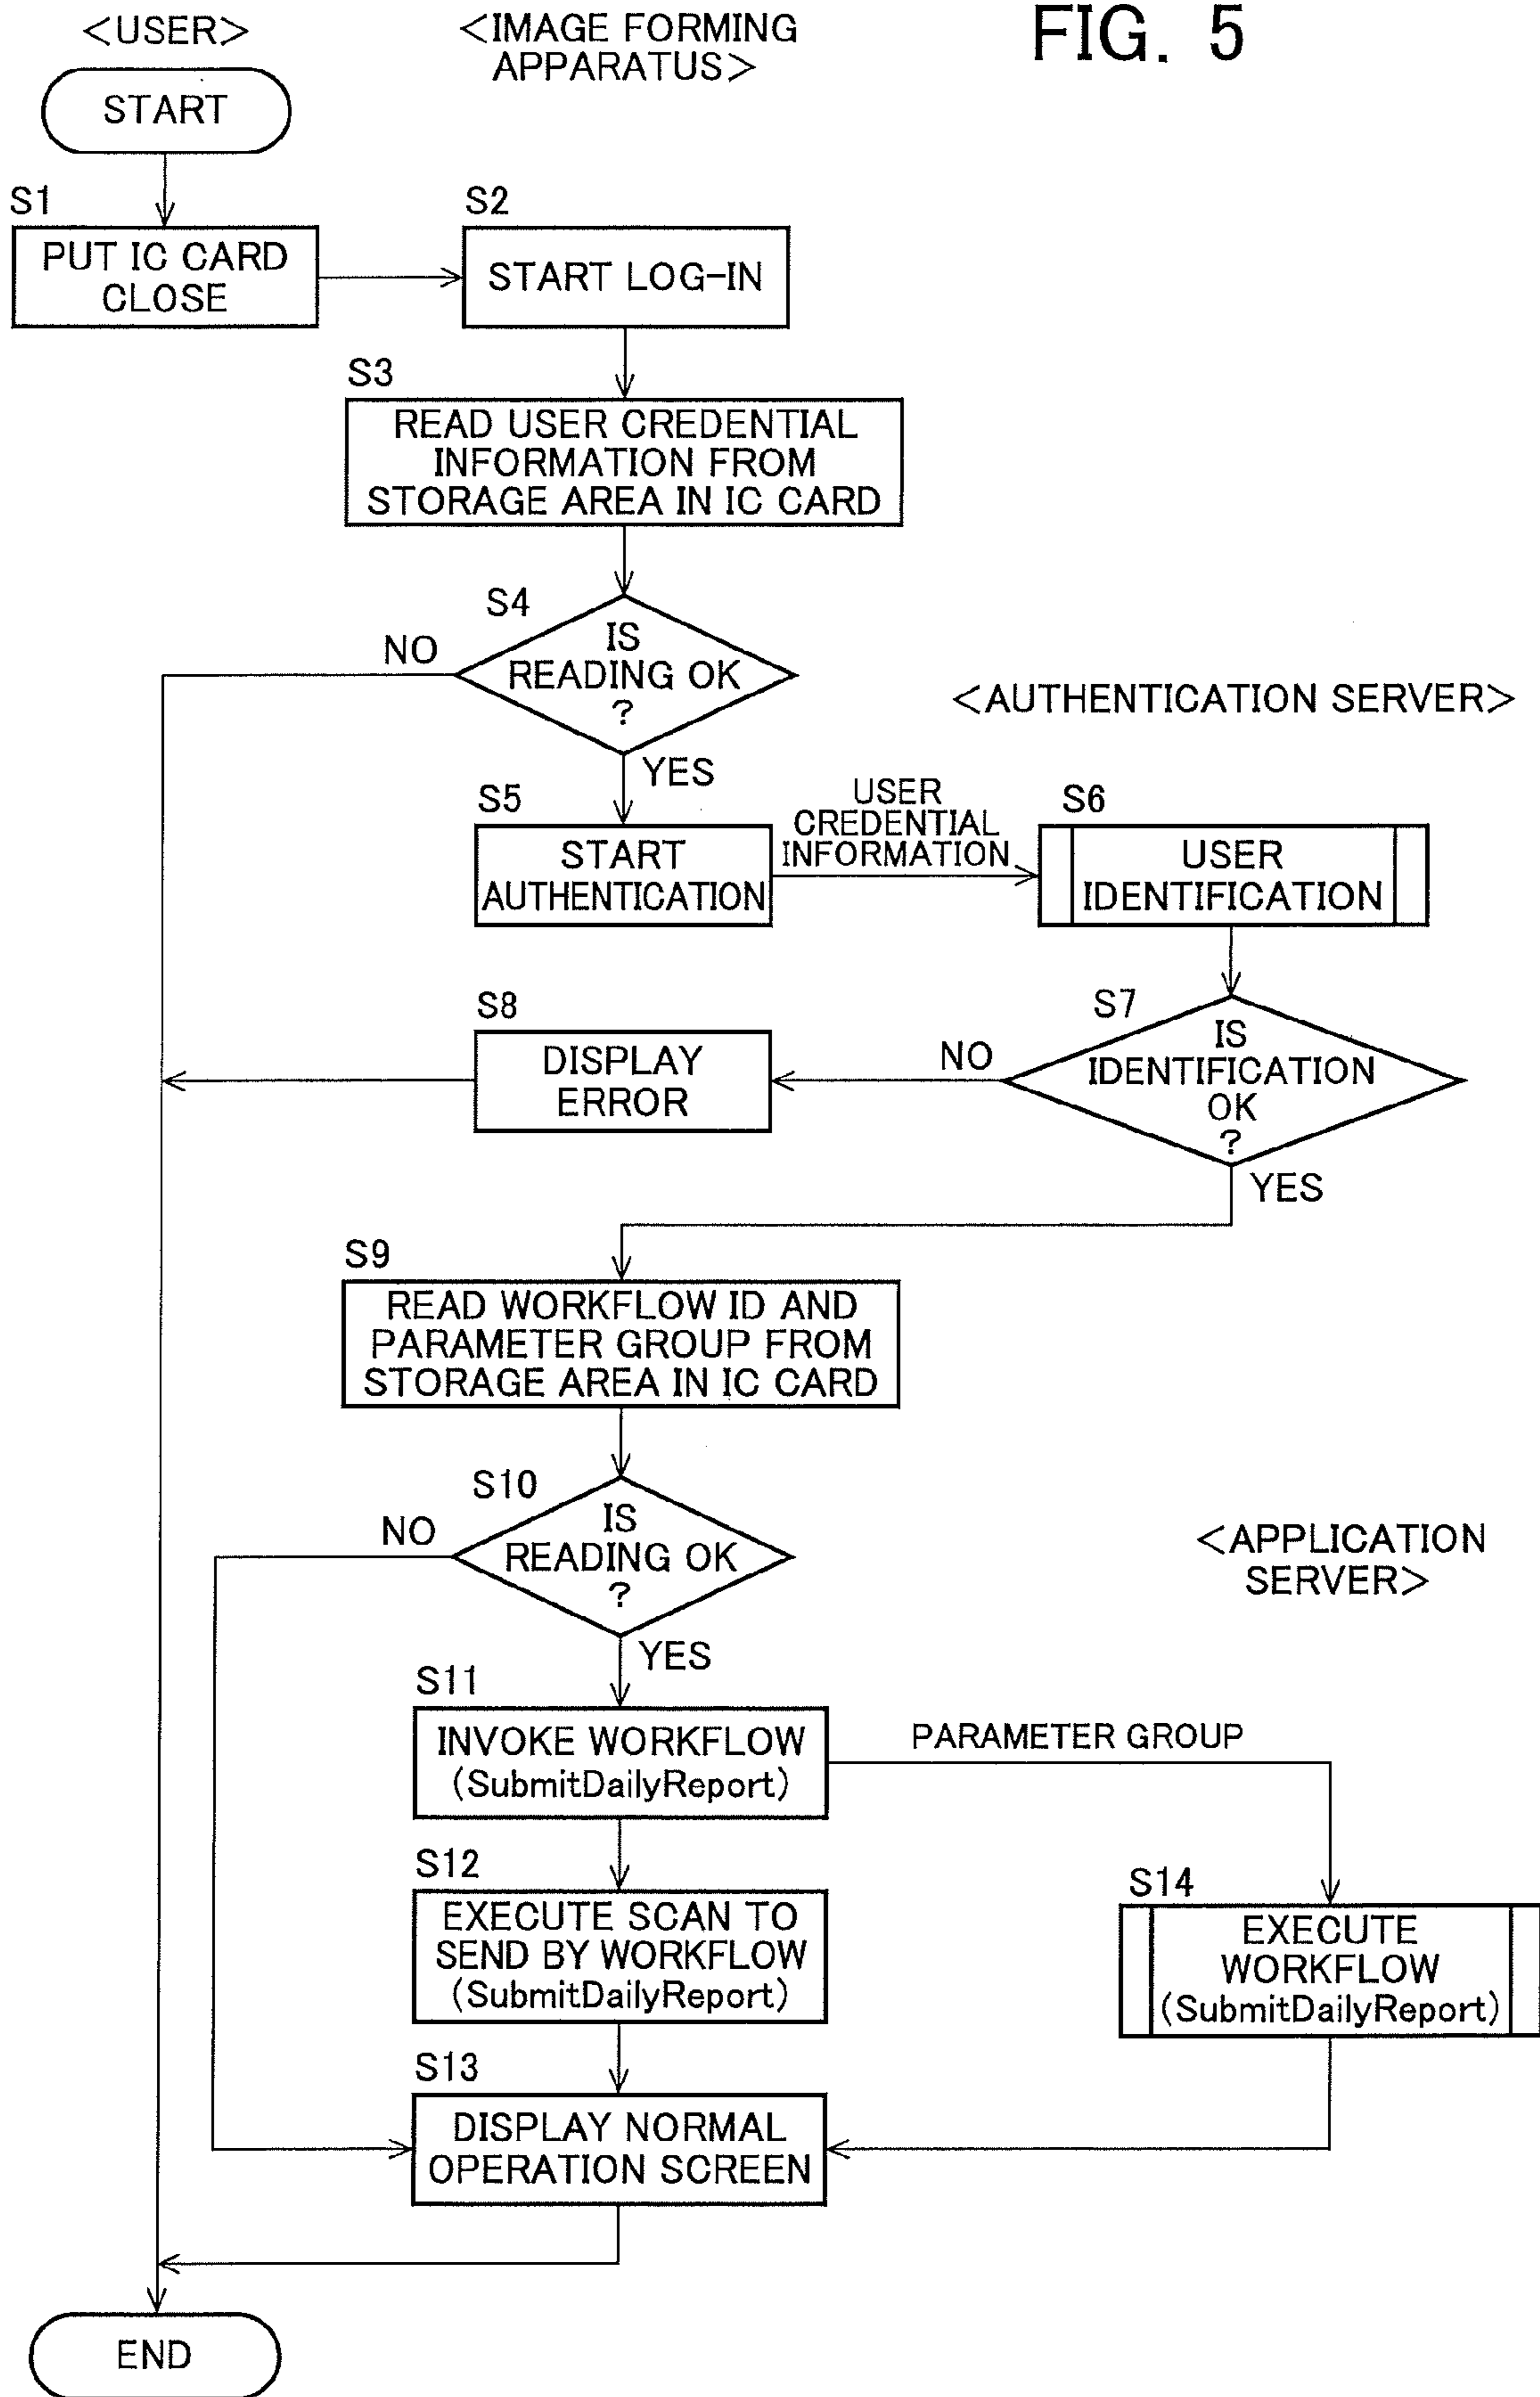 FIG. 5
<USER>
<IMAGE FORMING
APPARATUS>
START
S1
PUT IC CARD
CLOSE
S2
START LOG-IN
S3
READ USER CREDENTIAL
INFORMATION FROM
STORAGE AREA IN IC CARD
S4
IS
READING OK
?
NO
YES
<AUTHENTICATION SERVER>
S5
START
AUTHENTICATION
USER
CREDENTIAL
INFORMATION
S6
USER
IDENTIFICATION
S7
IS
IDENTIFICATION
OK
?
NO
YES
S8
DISPLAY
ERROR
S9
READ WORKFLOW ID AND
PARAMETER GROUP FROM
STORAGE AREA IN IC CARD
S10
IS
READING OK
?
NO
YES
<APPLICATION
SERVER>
S11
INVOKE WORKFLOW
(SubmitDailyReport)
PARAMETER GROUP
S12
EXECUTE SCAN TO
SEND BY WORKFLOW
(SubmitDailyReport)
S14
EXECUTE
WORKFLOW
(SubmitDailyReport)
S13
DISPLAY NORMAL
OPERATION SCREEN
END